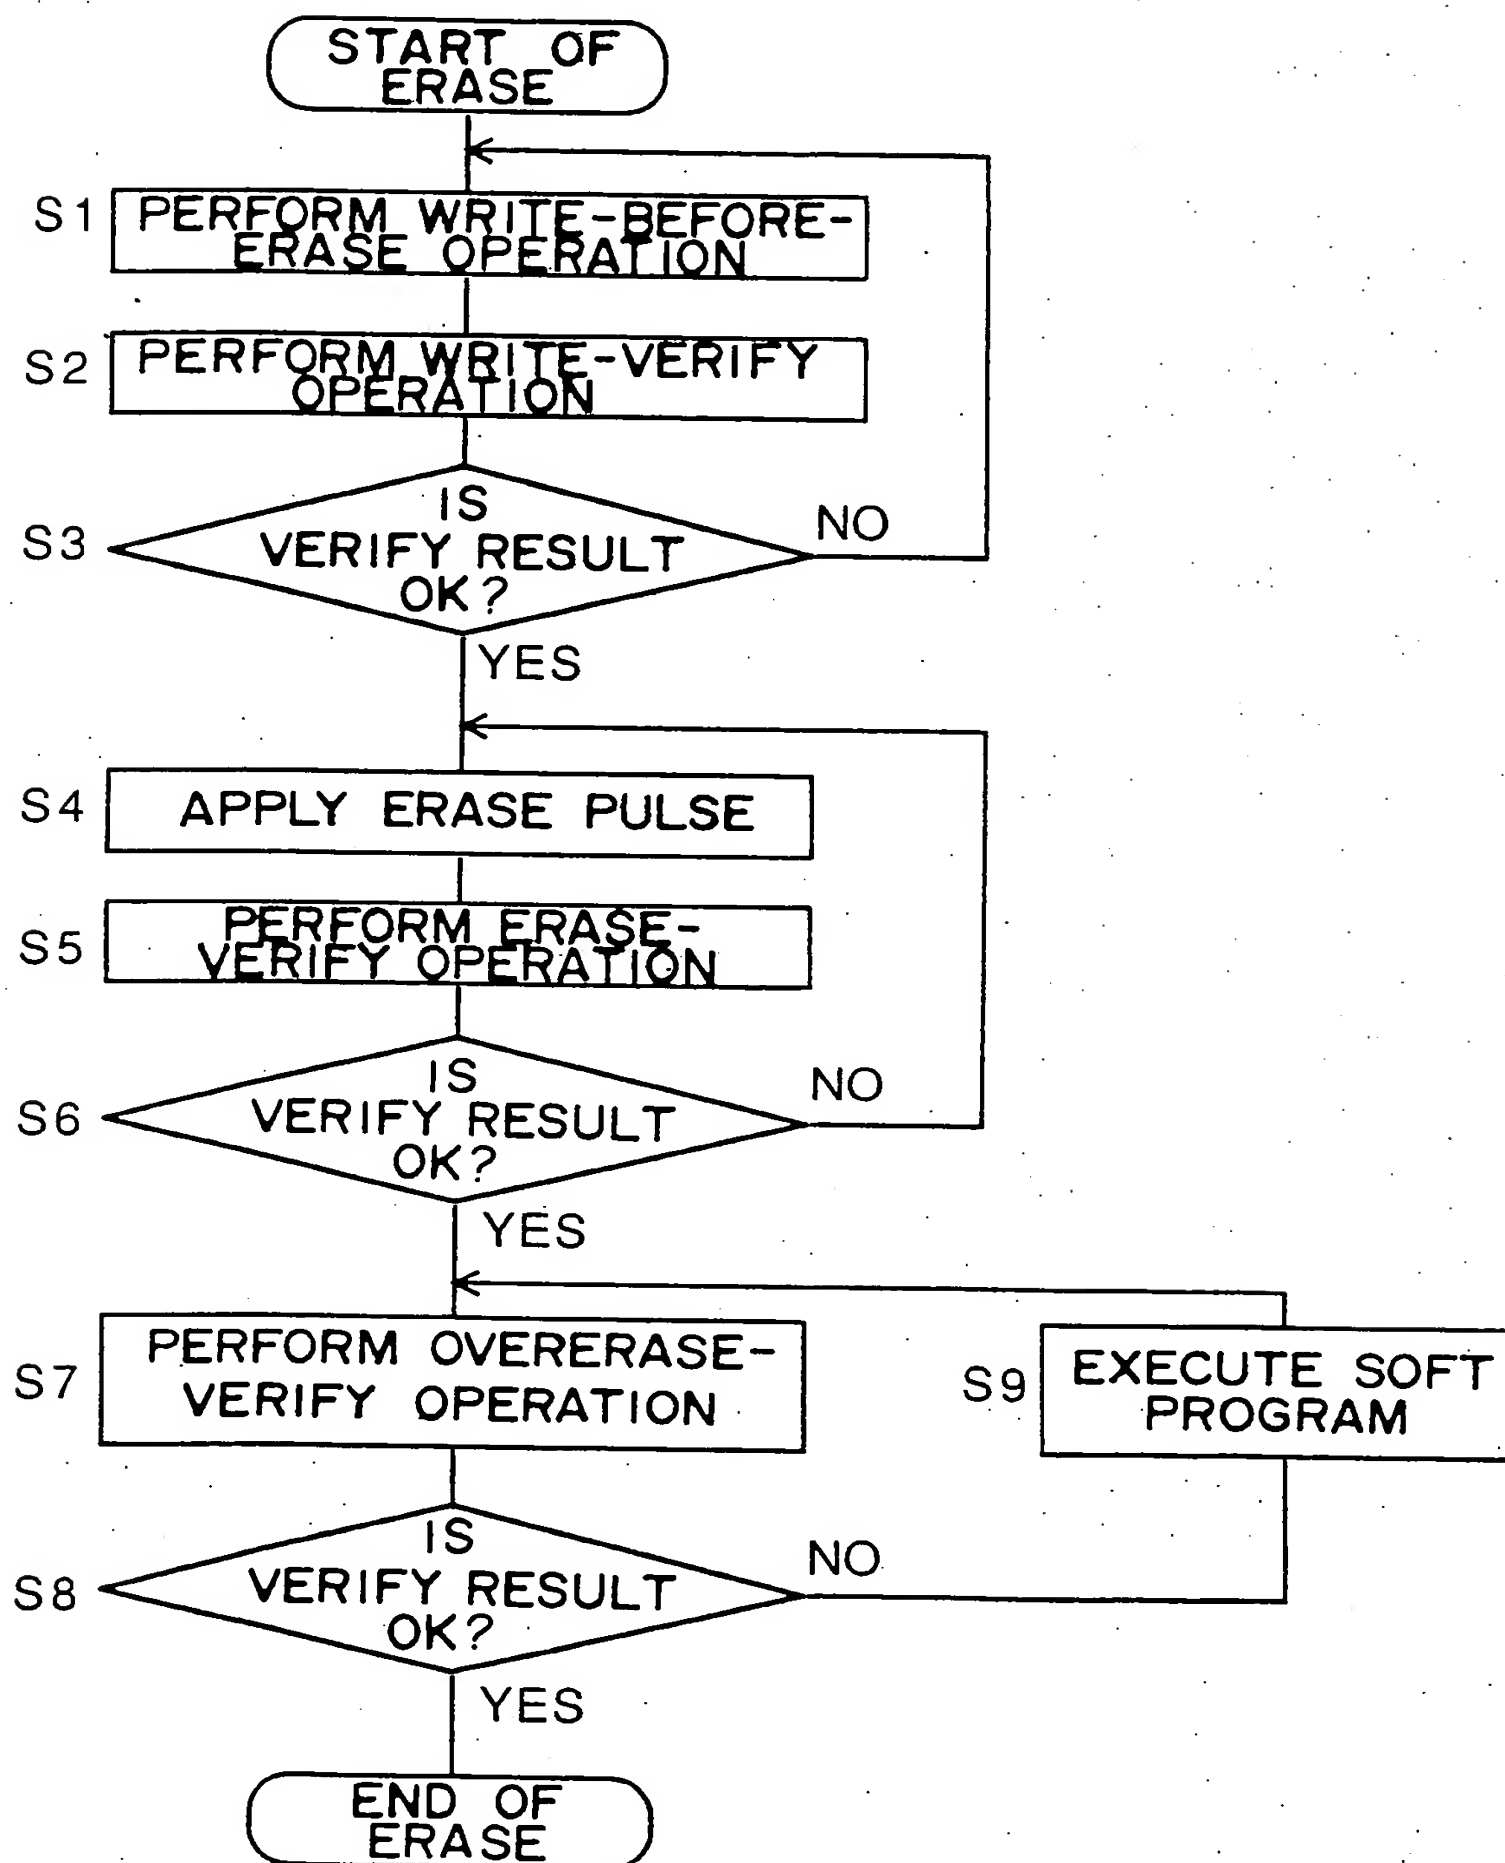 START OF
ERASE
S1
PERFORM WRITE-BEFORE-
ERASE OPERATION
S2
PERFORM WRITE-VERIFY
OPERATION
S3
IS
VERIFY RESULT
OK?
NO
YES
S4
APPLY ERASE PULSE
S5
PERFORM ERASE-
VERIFY OPERATION
S6
IS
VERIFY RESULT
OK?
NO
YES
S7
PERFORM OVERERASE-
VERIFY OPERATION
S9
EXECUTE SOFT
PROGRAM
S8
IS
VERIFY RESULT
OK?
NO
YES
END OF
ERASE